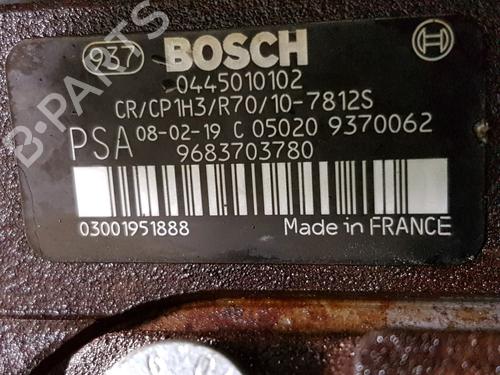 937 BOSCH
0445010102
CR/CP1H3/R70/10-7812S
PSA 08-02-19 C 05020 9370062
9683703780
03001951888 Made in FRANCE
B-PARTS